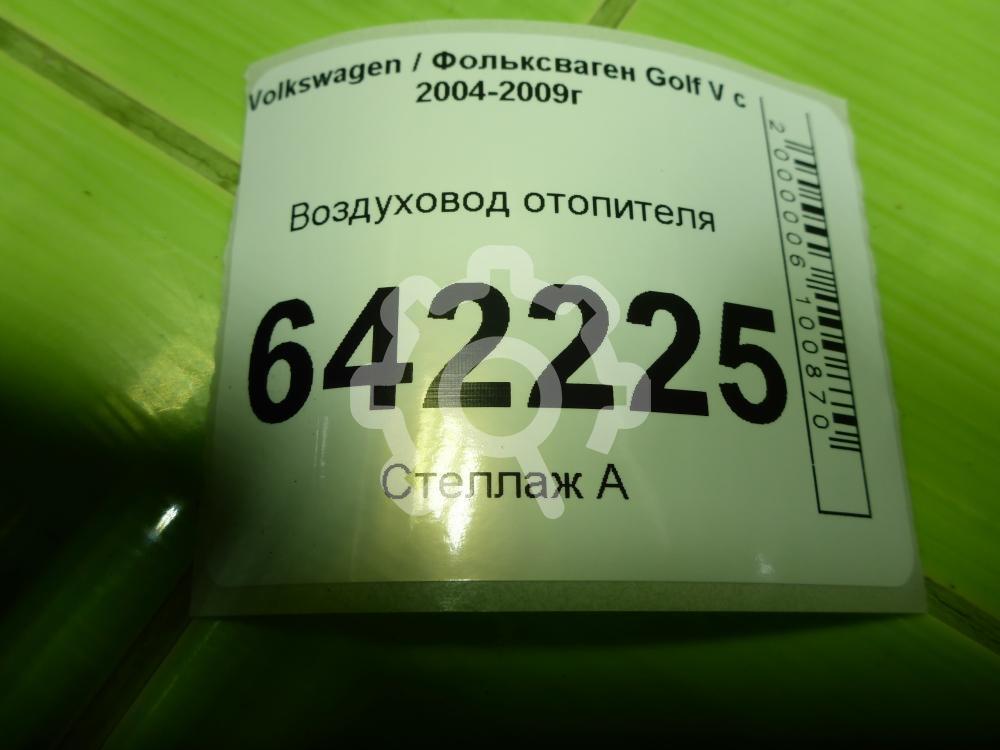 Volkswagen / Фольксваген Golf V с
2004-2009г
Воздуховод отопителя
642225
Стеллаж А
2000006100870